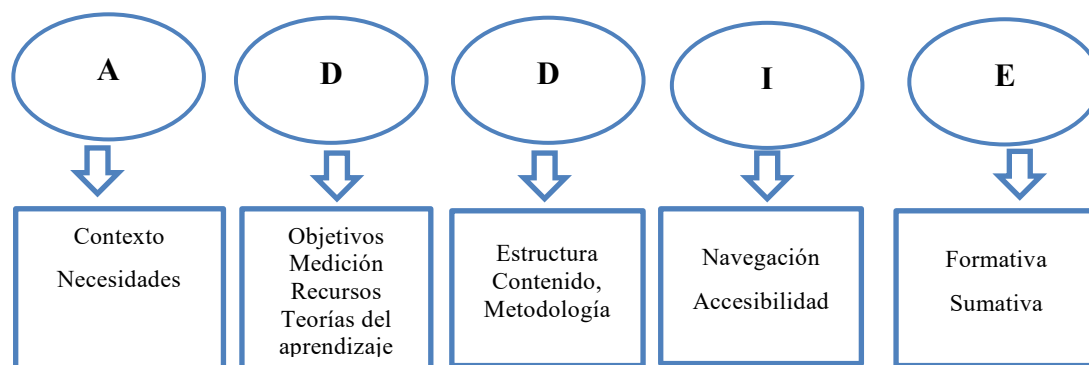 A
D
D
I
E
Contexto
Necesidades
Objetivos
Medición
Recursos
Teorías del
aprendizaje
Estructura
Contenido,
Metodología
Navegación
Accesibilidad
Formativa
Sumativa